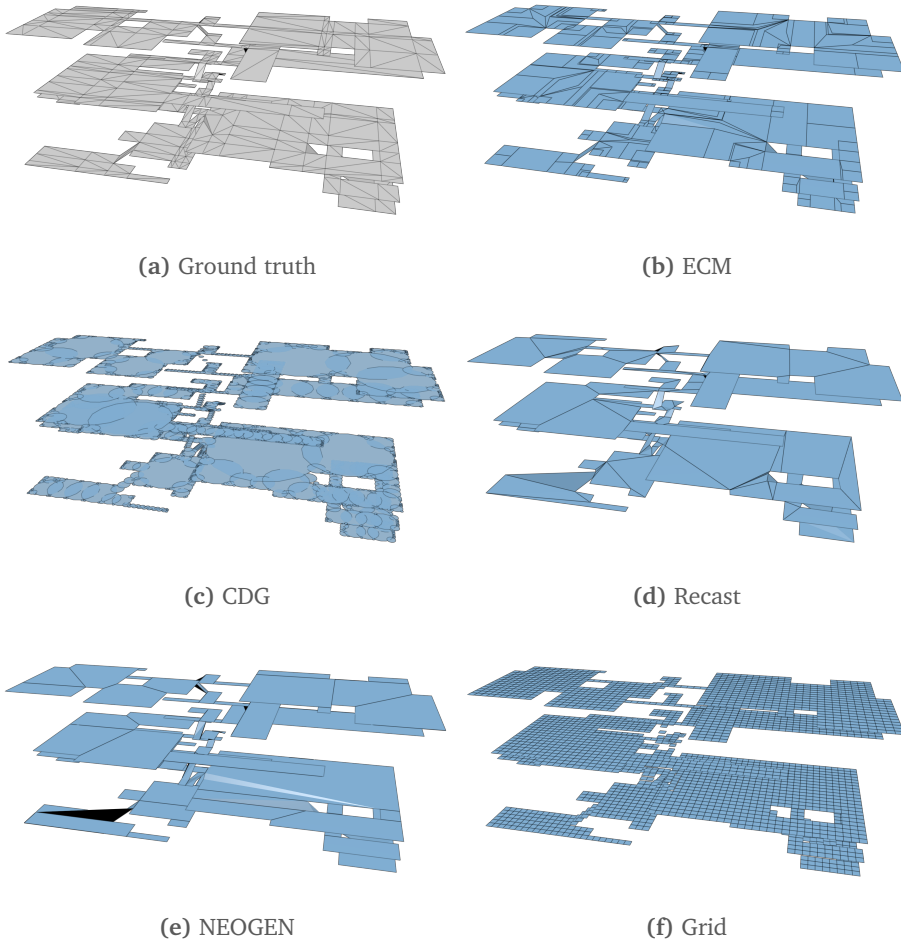 (a) Ground truth
(b) ECM
(c) CDG
(d) Recast
(e) NEOGEN
(f) Grid